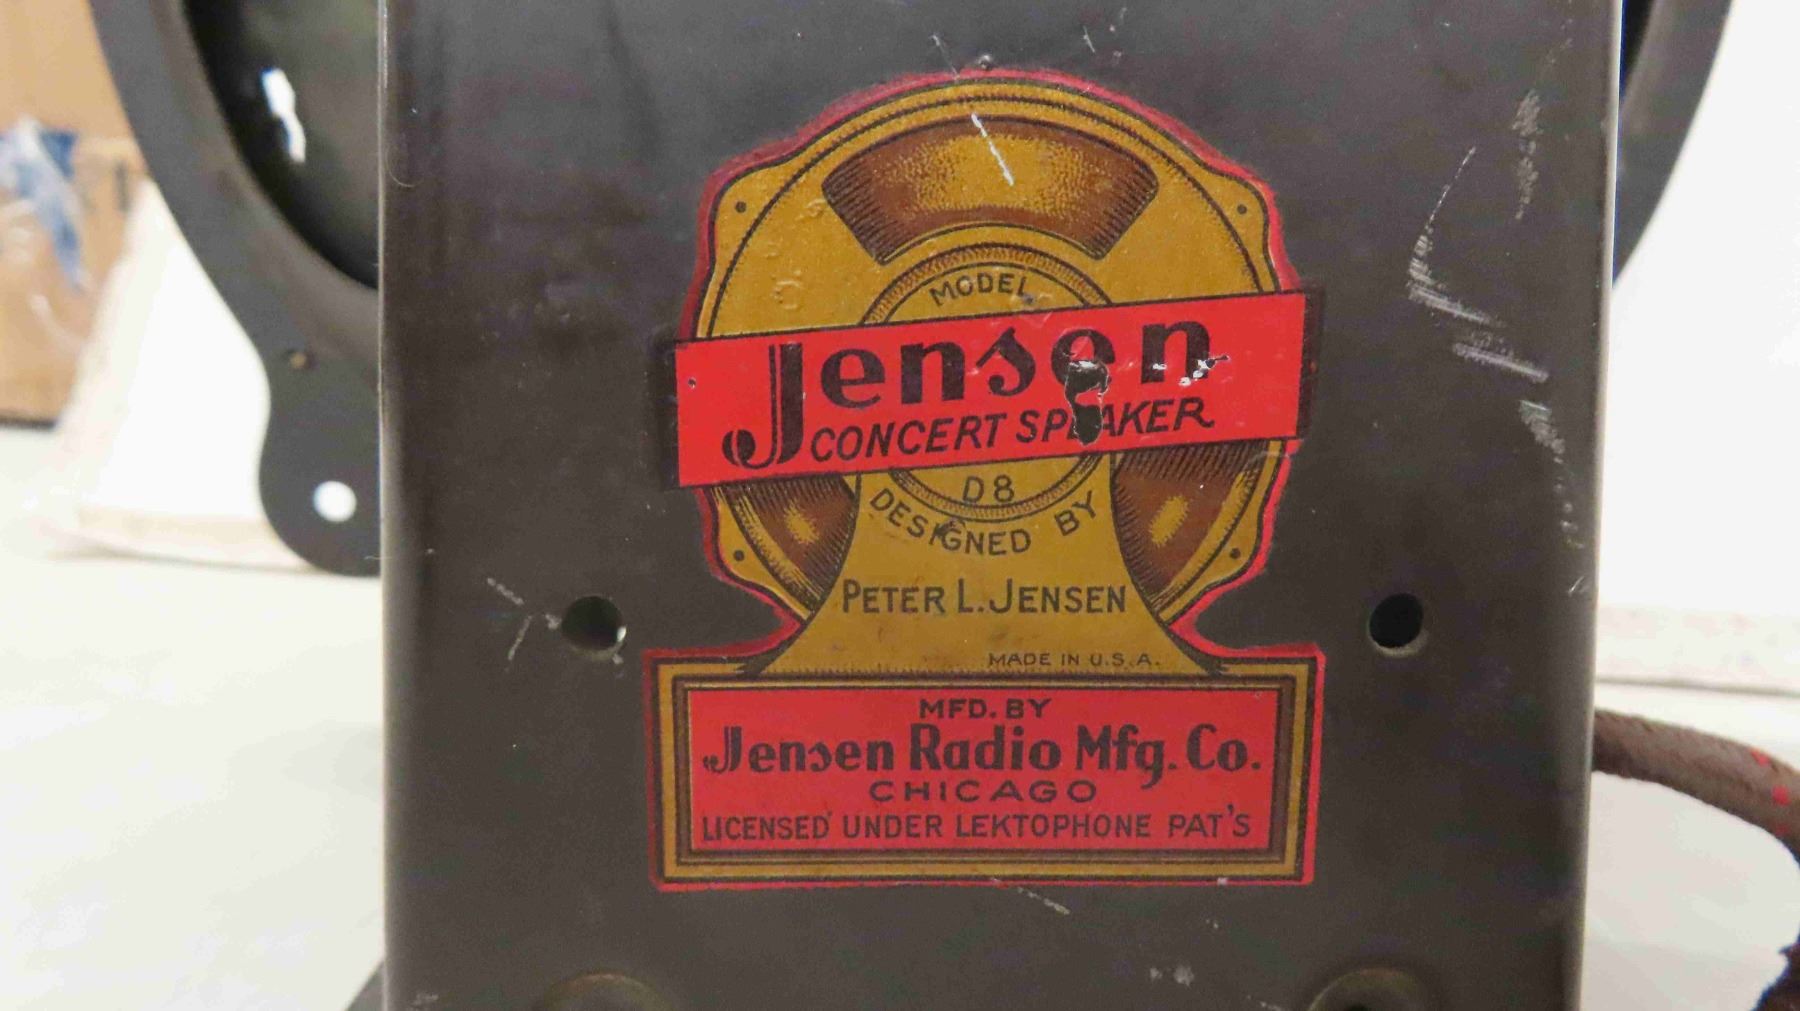 MODEL
Jensen
CONCERT SPEAKER
D8
DESIGNED BY
PETER L. JENSEN
MADE IN U.S.A.
MFD. BY
Jensen Radio Mfg. Co.
CHICAGO
LICENSED UNDER LEKTOPHONE PAT'S